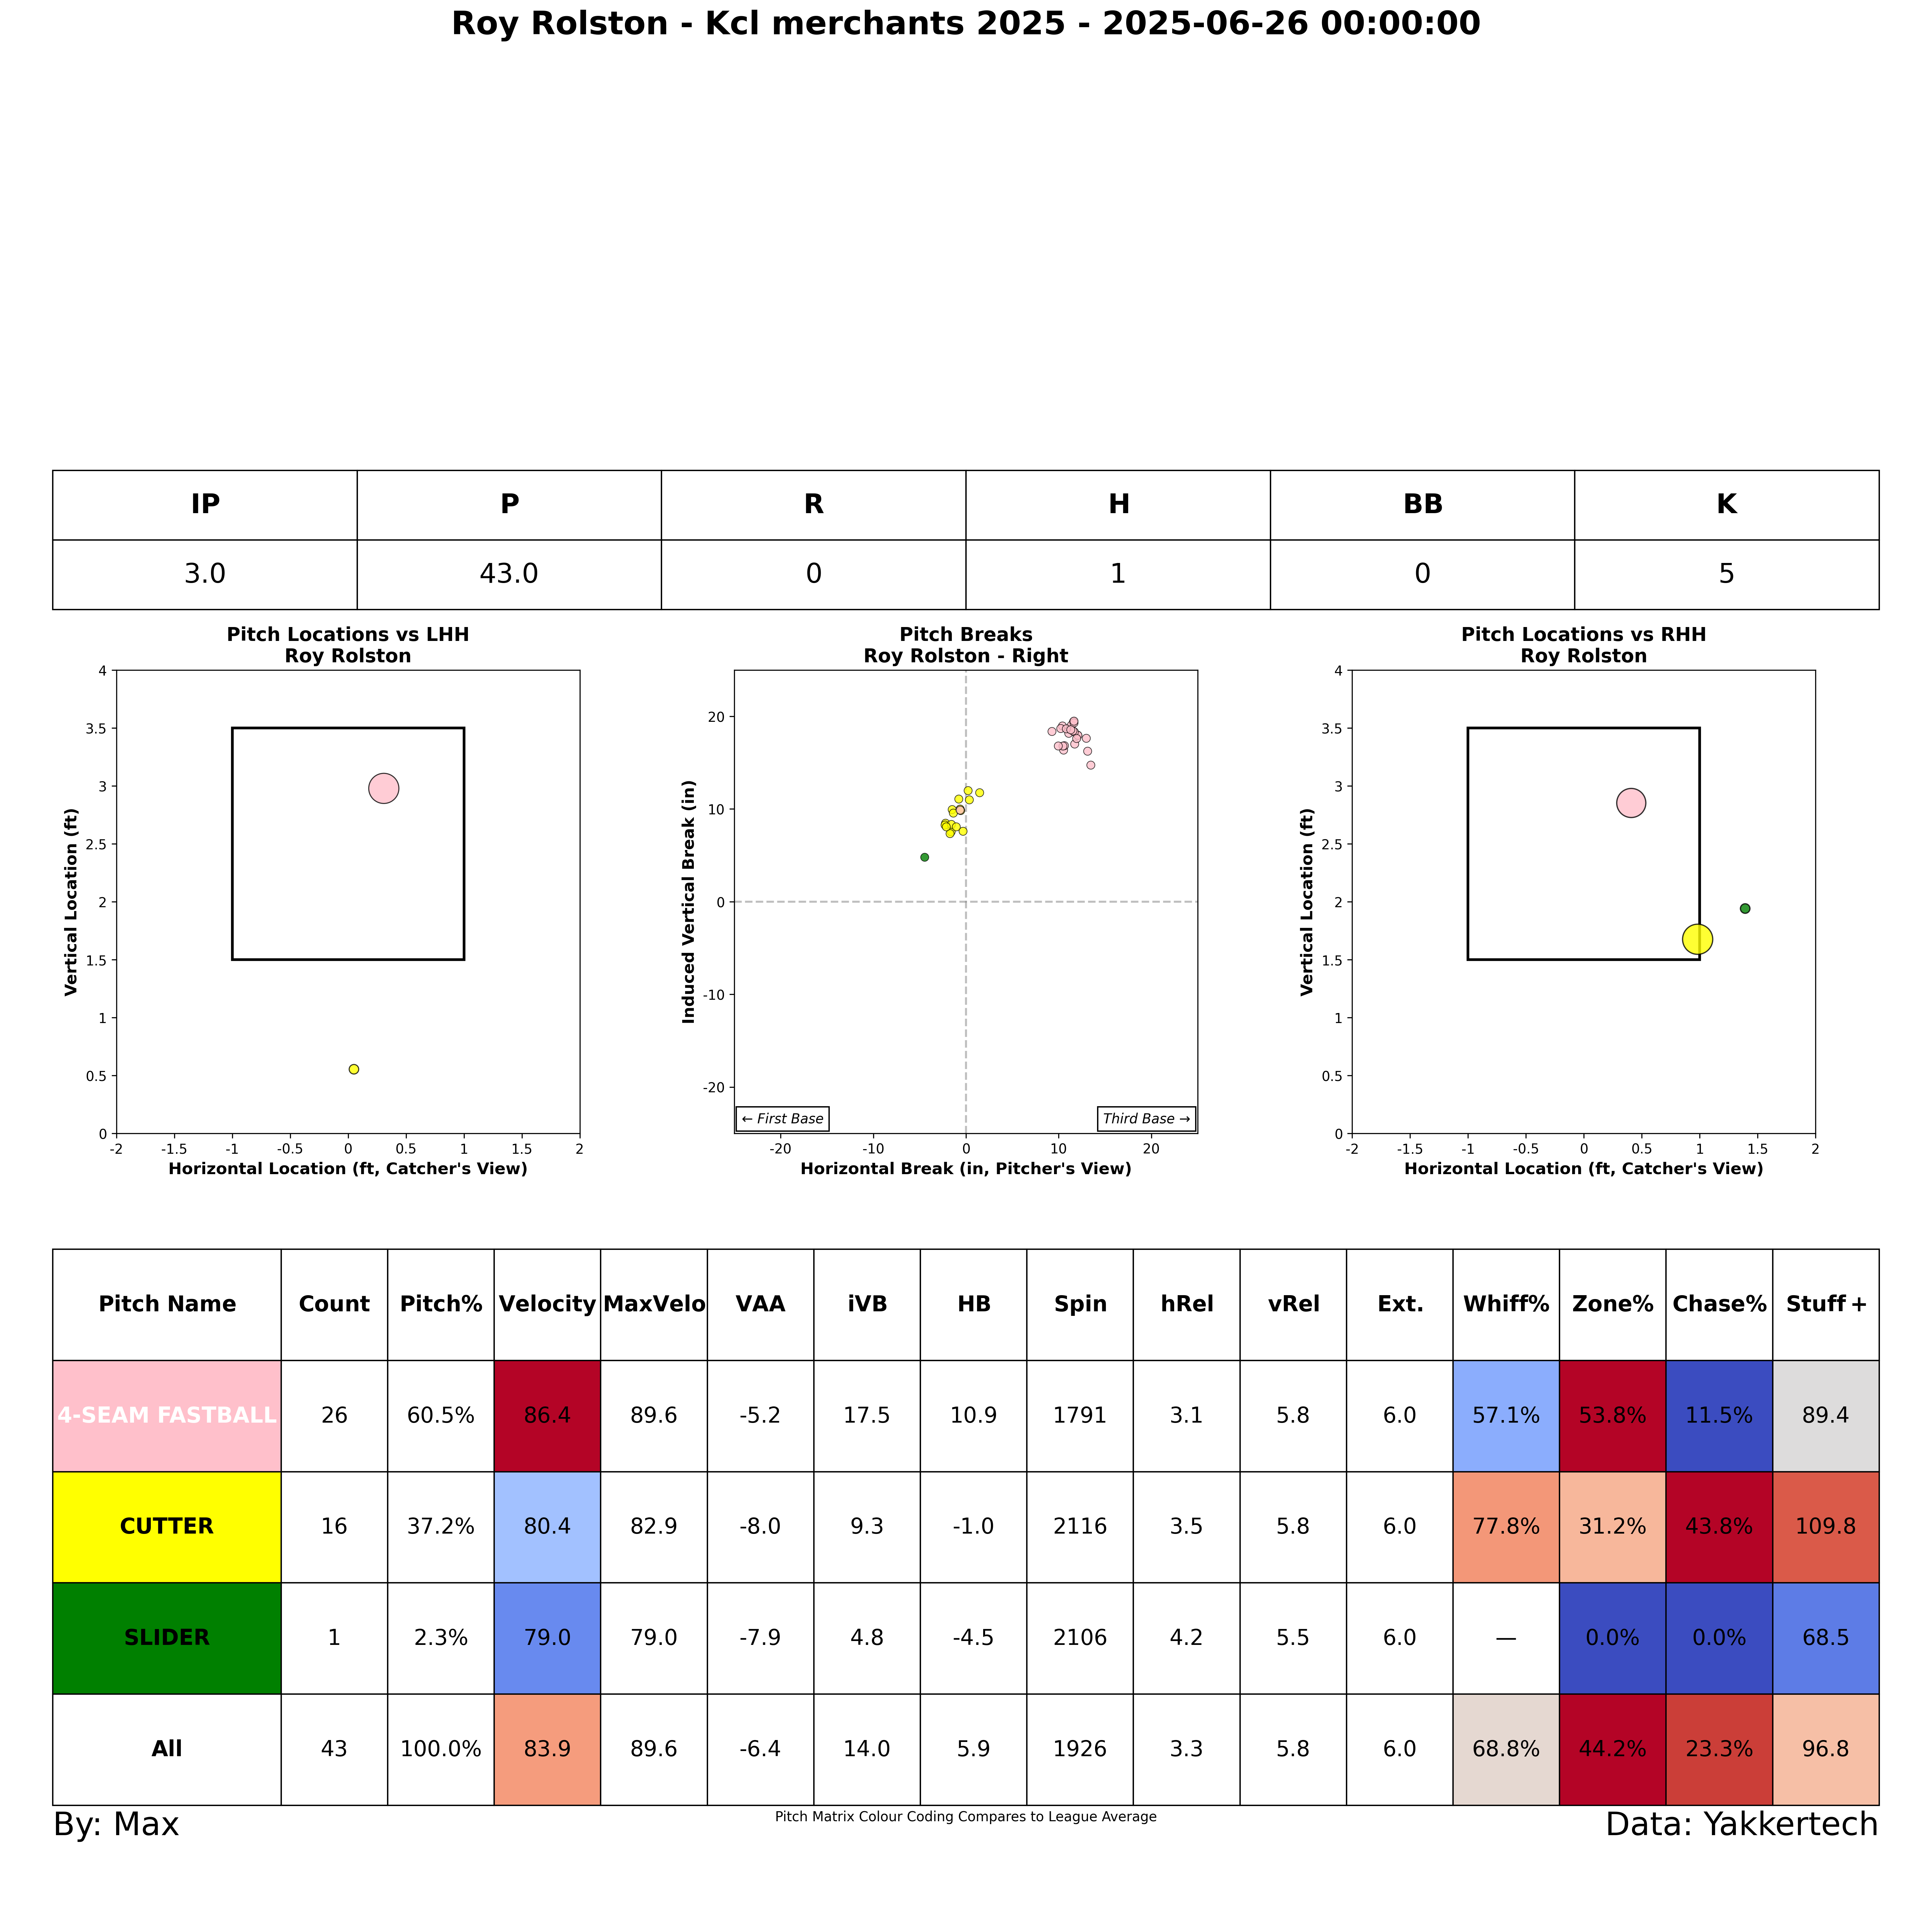 Roy Rolston - Kcl merchants 2025 - 2025-06-26 00:00:00
IP P R H BB K
3.0 43.0 0 1 0 5
Pitch Locations vs LHH
Roy Rolston
4
3.5
3
2.5
2
1.5
1
0.5
0
-2 -1.5 -1 -0.5 0 0.5 1 1.5 2
Vertical Location (ft)
Horizontal Location (ft, Catcher's View)
Pitch Breaks
Roy Rolston - Right
20
10
0
-10
-20
-20 -10 0 10 20
← First Base
Third Base →
Induced Vertical Break (in)
Horizontal Break (in, Pitcher's View)
Pitch Locations vs RHH
Roy Rolston
4
3.5
3
2.5
2
1.5
1
0.5
0
-2 -1.5 -1 -0.5 0 0.5 1 1.5 2
Vertical Location (ft)
Horizontal Location (ft, Catcher's View)
Pitch Name Count Pitch% Velocity MaxVelo VAA iVB HB Spin hRel vRel Ext. Whiff% Zone% Chase% Stuff+
4-SEAM FASTBALL 26 60.5% 86.4 89.6 -5.2 17.5 10.9 1791 3.1 5.8 6.0 57.1% 53.8% 11.5% 89.4
CUTTER 16 37.2% 80.4 82.9 -8.0 9.3 -1.0 2116 3.5 5.8 6.0 77.8% 31.2% 43.8% 109.8
SLIDER 1 2.3% 79.0 79.0 -7.9 4.8 -4.5 2106 4.2 5.5 6.0 — 0.0% 0.0% 68.5
All 43 100.0% 83.9 89.6 -6.4 14.0 5.9 1926 3.3 5.8 6.0 68.8% 44.2% 23.3% 96.8
By: Max
Pitch Matrix Colour Coding Compares to League Average
Data: Yakkertech